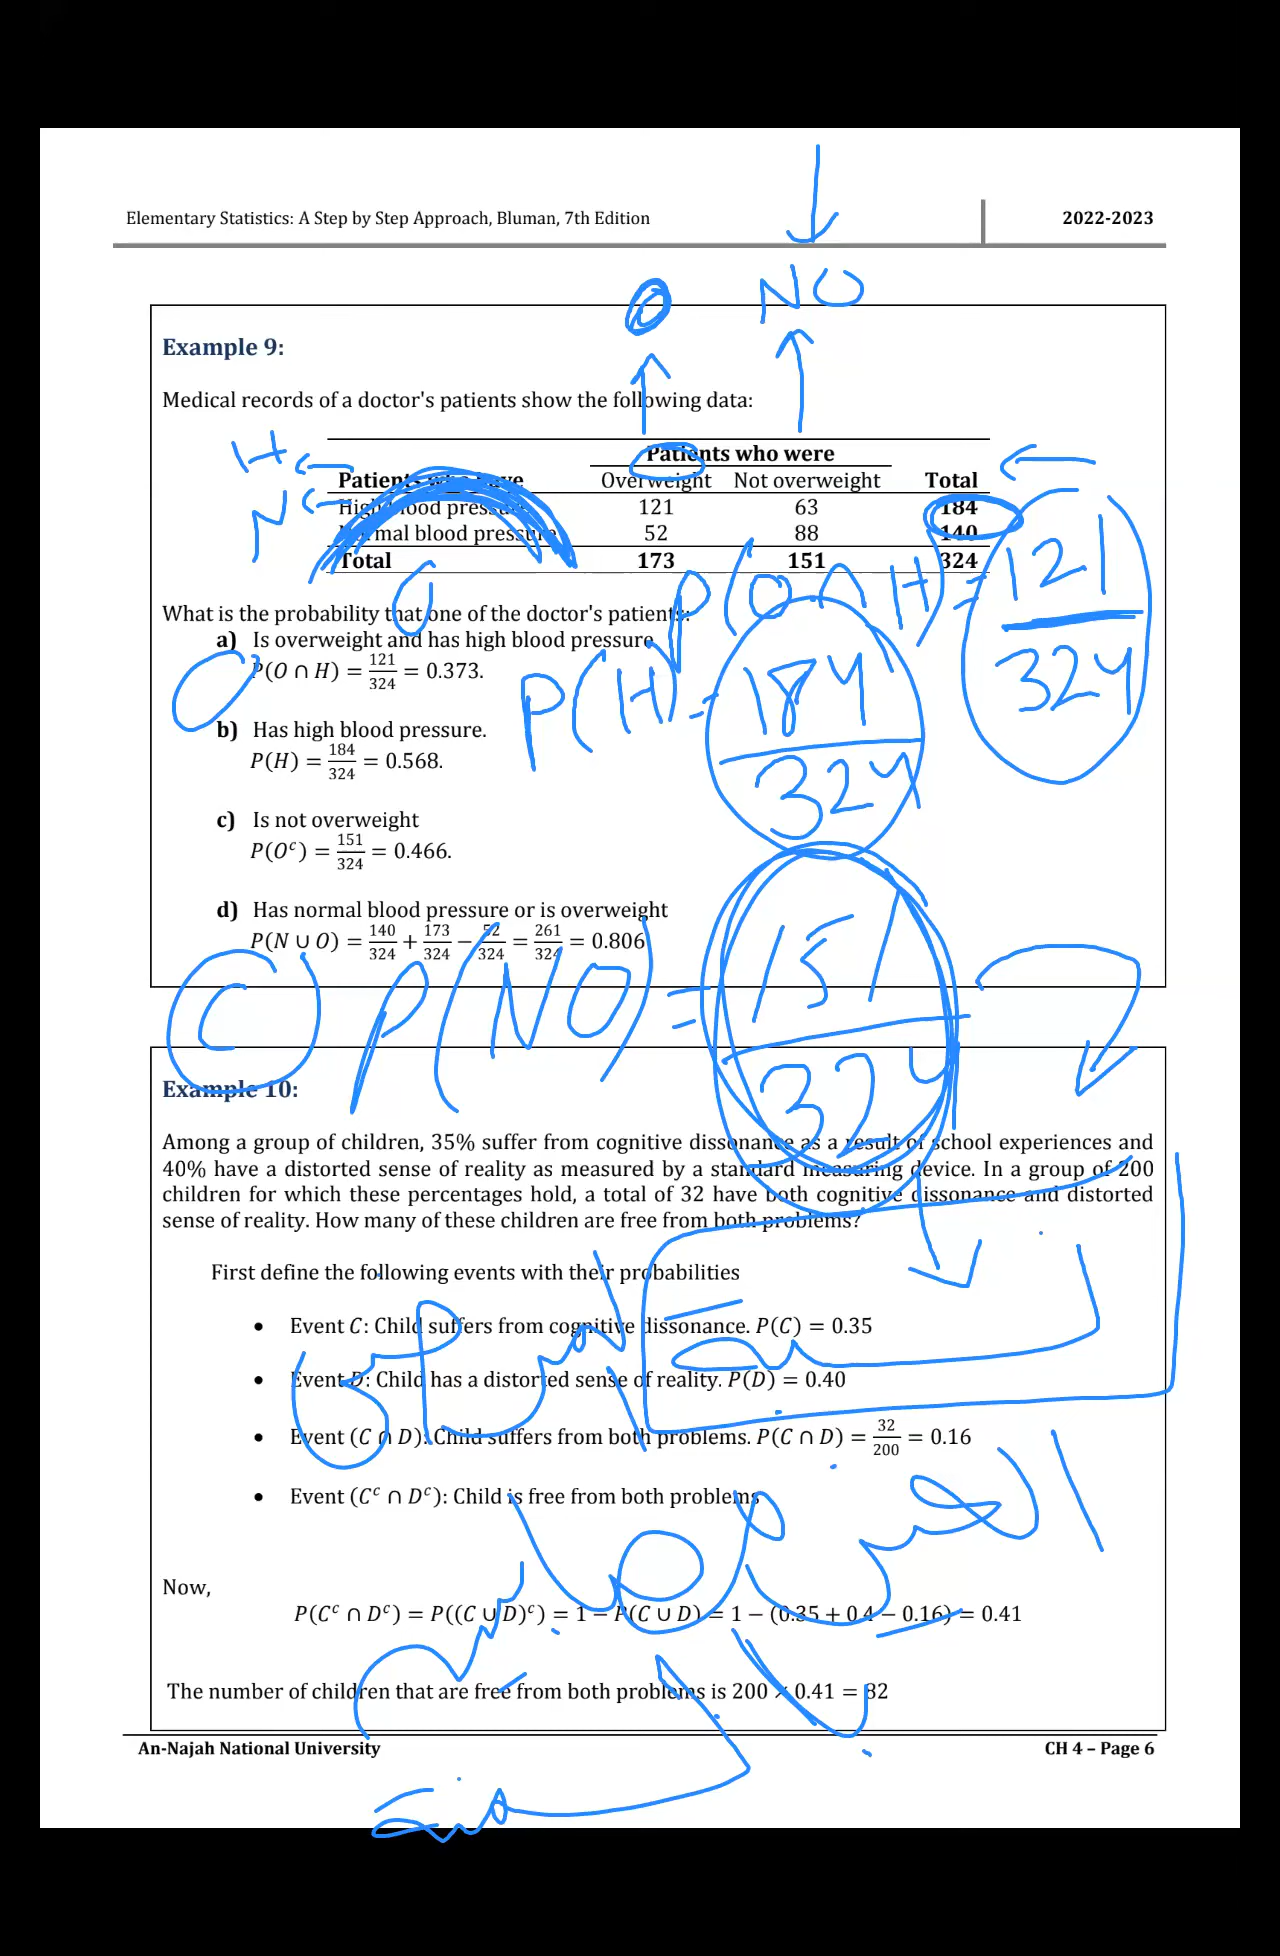 Elementary Statistics: A Step by Step Approach, Bluman, 7th Edition 2022-2023
O NO
Example 9:
Medical records of a doctor's patients show the following data:
H
Patients who were
Patients who have Overweight Not overweight Total
N
High blood pressure 121 63 184
Normal blood pressure 52 88 140
Total 173 151 324
P(O∩H) = 121/324
What is the probability that one of the doctor's patients:
a) Is overweight and has high blood pressure
P(O ∩ H) = 121/324 = 0.373.
P(H) = 184/324
b) Has high blood pressure.
P(H) = 184/324 = 0.568.
c) Is not overweight
P(Oᶜ) = 151/324 = 0.466.
d) Has normal blood pressure or is overweight
P(N ∪ O) = 140/324 + 173/324 − 52/324 = 261/324 = 0.806
C P(NO) = 151/324
Example 10:
Among a group of children, 35% suffer from cognitive dissonance as a result of school experiences and
40% have a distorted sense of reality as measured by a standard measuring device. In a group of 200
children for which these percentages hold, a total of 32 have both cognitive dissonance and distorted
sense of reality. How many of these children are free from both problems?
First define the following events with their probabilities
• Event C: Child suffers from cognitive dissonance. P(C) = 0.35
• Event D: Child has a distorted sense of reality. P(D) = 0.40
• Event (C ∩ D): Child suffers from both problems. P(C ∩ D) = 32/200 = 0.16
• Event (Cᶜ ∩ Dᶜ): Child is free from both problems
Now,
P(Cᶜ ∩ Dᶜ) = P((C ∪ D)ᶜ) = 1 − P(C ∪ D) = 1 − (0.35 + 0.4 − 0.16) = 0.41
The number of children that are free from both problems is 200 × 0.41 = 82
An-Najah National University CH 4 – Page 6